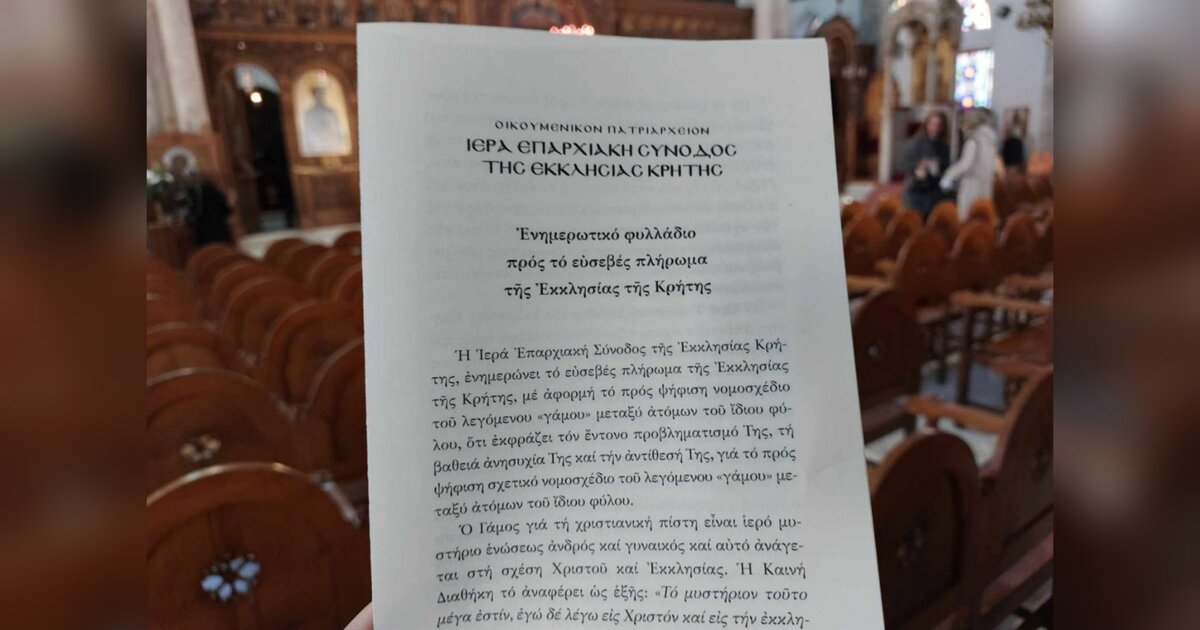 ΟΙΚΟΥΜΕΝΙΚΟΝ ΠΑΤΡΙΑΡΧΕΙΟΝ
ΙΕΡΑ ΕΠΑΡΧΙΑΚΗ ΣΥΝΟΔΟΣ
ΤΗΣ ΕΚΚΛΗΣΙΑΣ ΚΡΗΤΗΣ
Ἐνημερωτικό φυλλάδιο
πρός τό εὐσεβές πλήρωμα
τῆς Ἐκκλησίας τῆς Κρήτης
Ἡ Ἱερά Ἐπαρχιακή Σύνοδος τῆς Ἐκκλησίας Κρή-
της, ἐνημερώνει τό εὐσεβές πλήρωμα τῆς Ἐκκλησίας
τῆς Κρήτης, μέ ἀφορμή τό πρός ψήφιση νομοσχέδιο
τοῦ λεγόμενου «γάμου» μεταξύ ἀτόμων τοῦ ἴδιου φύ-
λου, ὅτι ἐκφράζει τόν ἔντονο προβληματισμό Της, τή
βαθειά ἀνησυχία Της καί τήν ἀντίθεσή Της, γιά τό πρός
ψήφιση σχετικό νομοσχέδιο τοῦ λεγόμενου «γάμου» με-
ταξύ ἀτόμων τοῦ ἴδιου φύλου.
Ὁ Γάμος γιά τή χριστιανική πίστη εἶναι ἱερό μυ-
στήριο ἑνώσεως ἀνδρός καί γυναικός καί αὐτό ἀνάγε-
ται στή σχέση Χριστοῦ καί Ἐκκλησίας. Ἡ Καινή
Διαθήκη τό ἀναφέρει ὡς ἑξῆς: «Τό μυστήριον τοῦτο
μέγα ἐστίν, ἐγώ δέ λέγω εἰς Χριστόν καί εἰς τήν ἐκκλη-